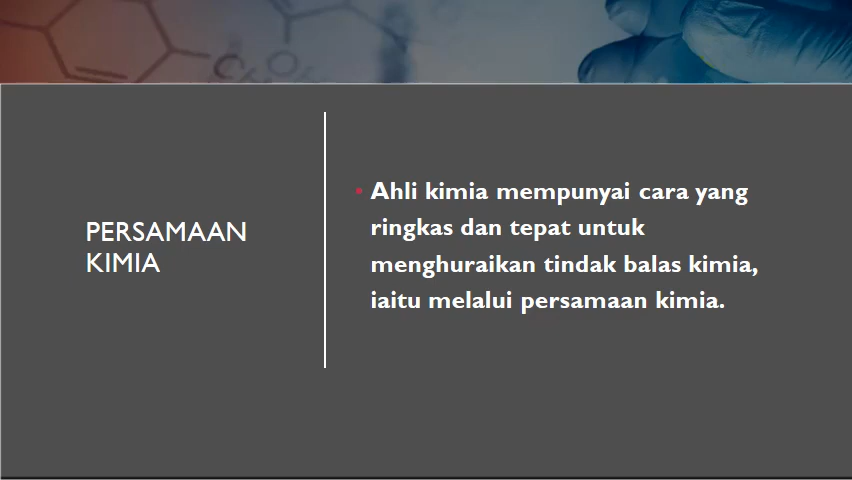 PERSAMAAN
KIMIA
Ahli kimia mempunyai cara yang
ringkas dan tepat untuk
menghuraikan tindak balas kimia,
iaitu melalui persamaan kimia.